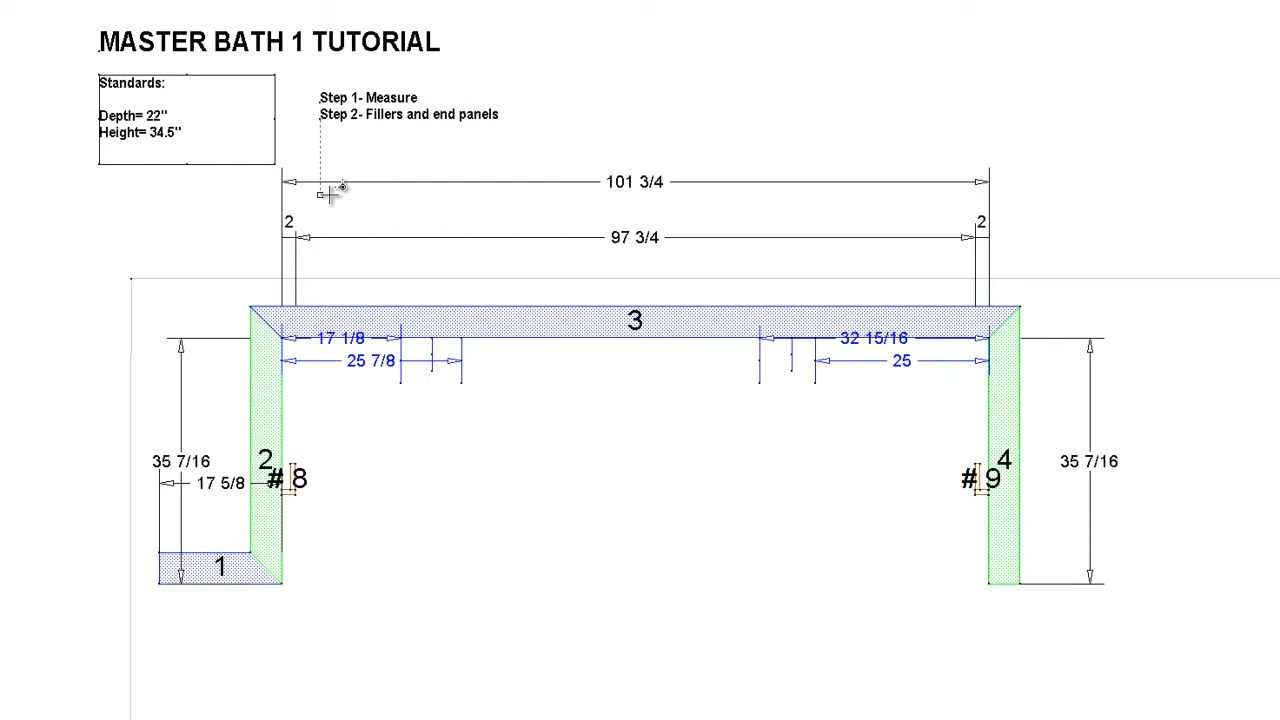 MASTER BATH 1 TUTORIAL
Standards:
Depth= 22"
Height= 34.5"
Step 1- Measure
Step 2- Fillers and end panels
101 3/4
2
97 3/4
2
3
17 1/8
32 15/16
25 7/8
25
2
4
35 7/16
35 7/16
# 8
# 9
17 5/8
1